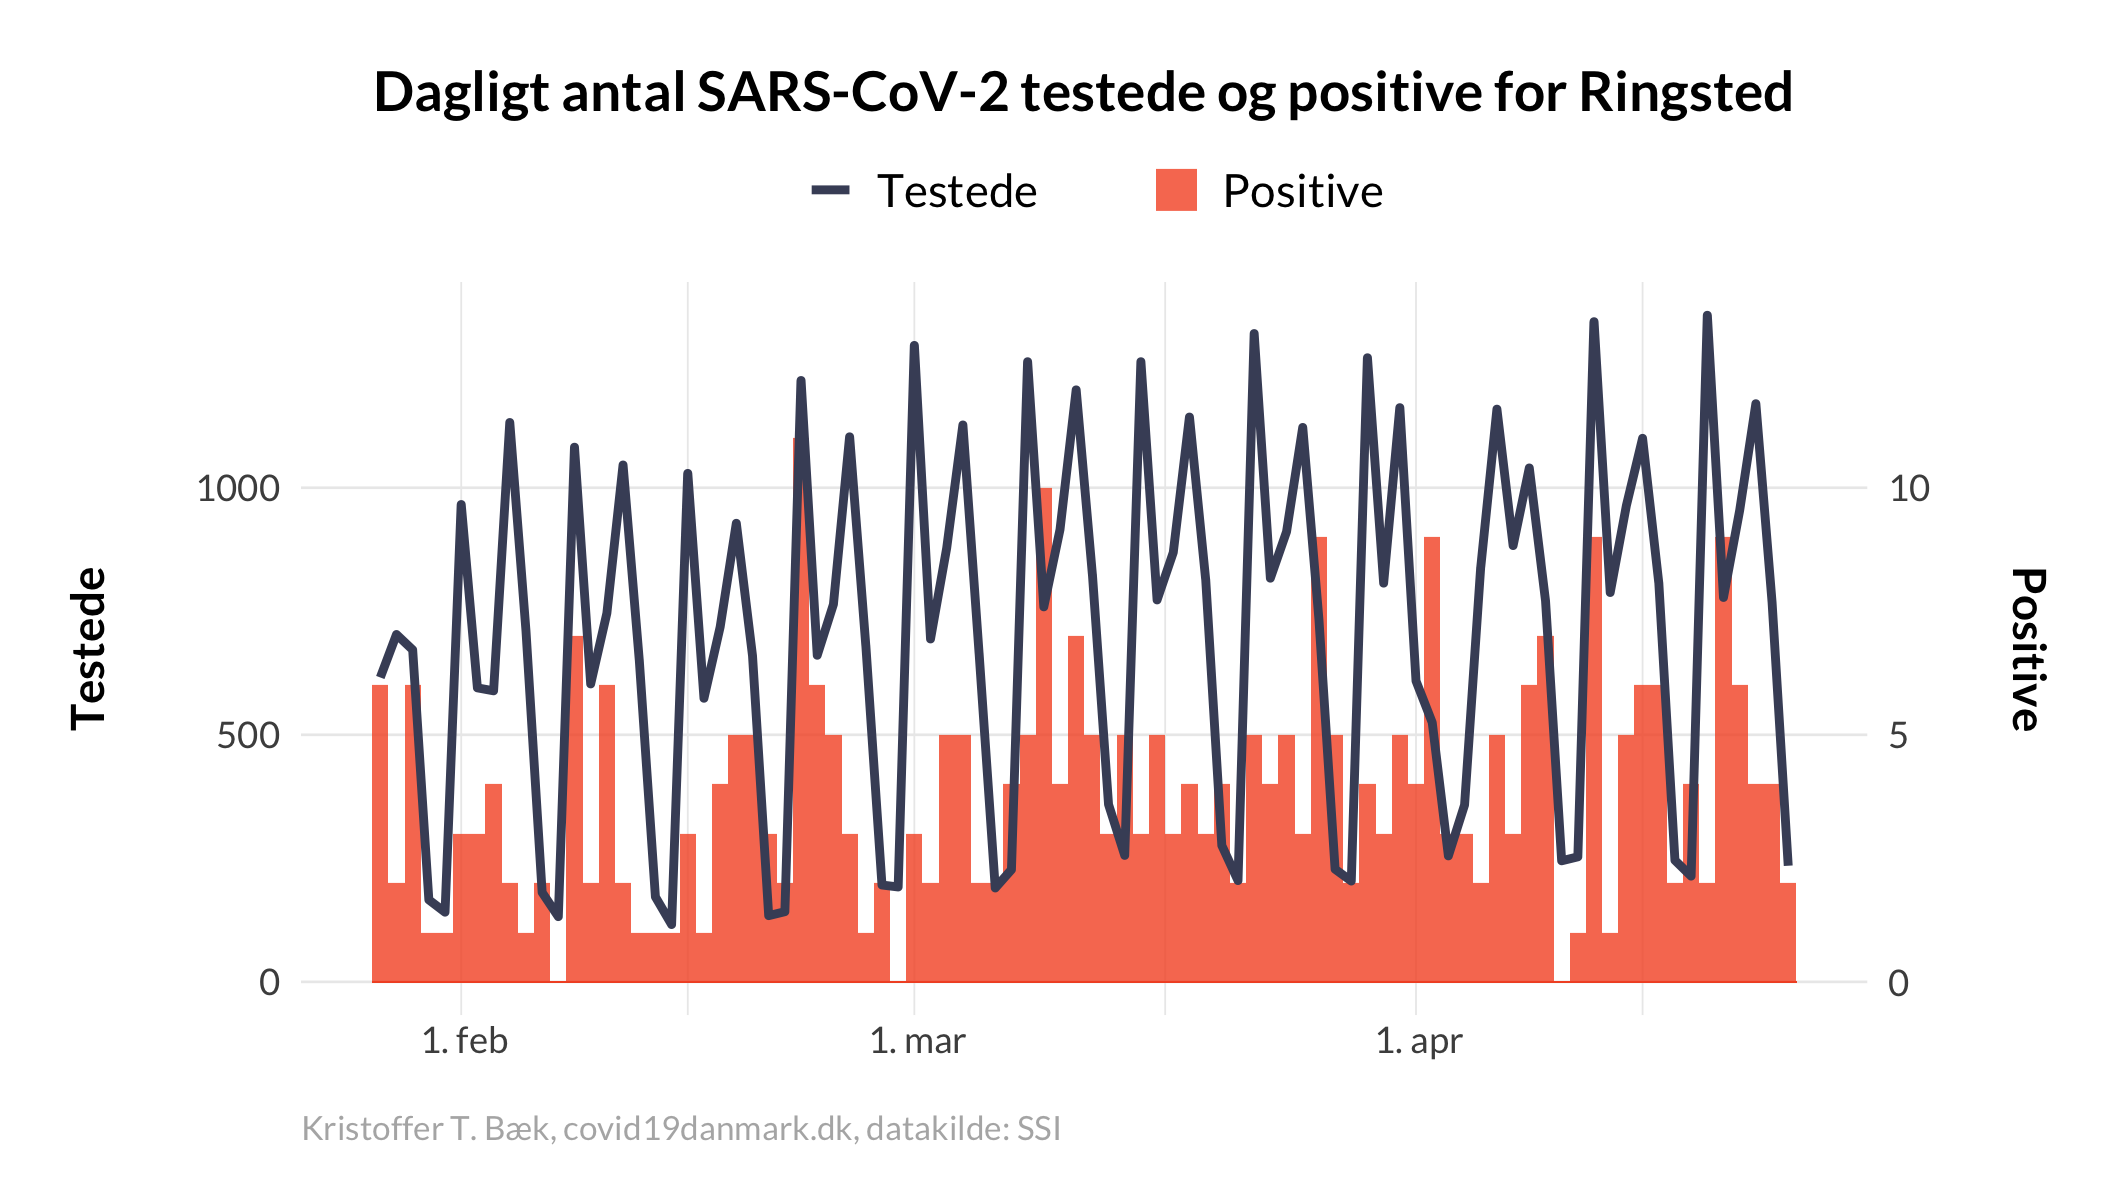 Dagligt antal SARS-CoV-2 testede og positive for Ringsted
Testede
Positive
1000
500
0
10
5
0
Testede
Positive
1. feb
1. mar
1. apr
Kristoffer T. Bæk, covid19danmark.dk, datakilde: SSI